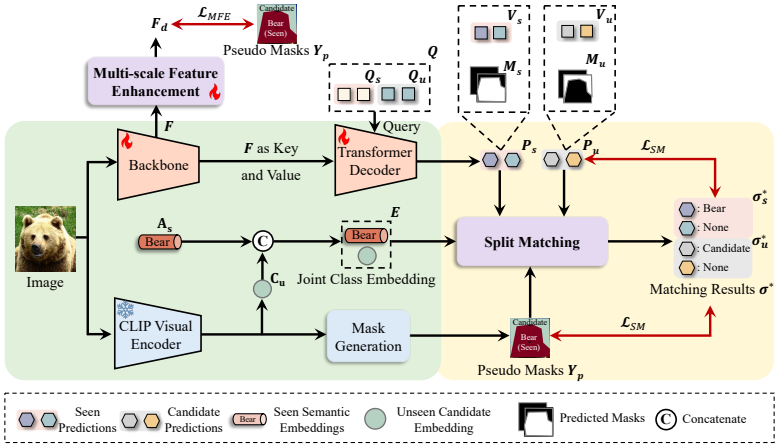 F_d
L_MFE
Candidate
Bear
(Seen)
Pseudo Masks Y_p
Multi-scale Feature
Enhancement
F
Q
Q_s Q_u
Query
V_s
M_s
V_u
M_u
Backbone
F as Key
and Value
Transformer
Decoder
P_s
P_u
L_SM
Image
A_s
Bear
C
C_u
E
Bear
Joint Class Embedding
Split Matching
σ_s^*
: Bear
: None
σ_u^*
: Candidate
: None
Matching Results σ^*
CLIP Visual
Encoder
Mask
Generation
Candidate
Bear
(Seen)
Pseudo Masks Y_p
L_SM
Seen
Predictions
Candidate
Predictions
Bear
Seen Semantic
Embeddings
Unseen Candidate
Embedding
Predicted Masks
C
Concatenate